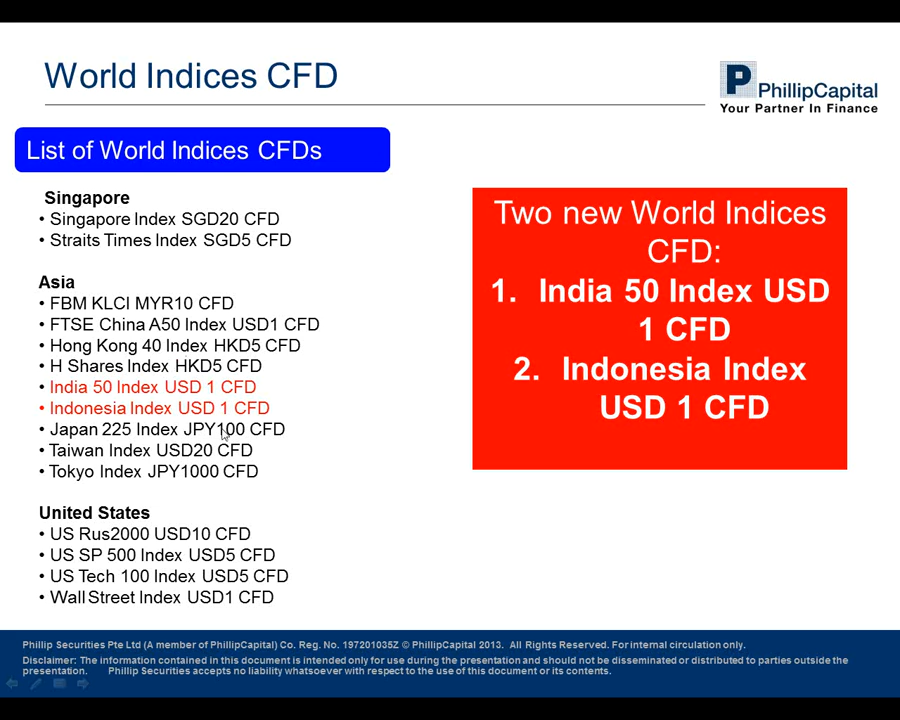 World Indices CFD
P PhillipCapital
Your Partner In Finance
List of World Indices CFDs
Singapore
• Singapore Index SGD20 CFD
• Straits Times Index SGD5 CFD
Asia
• FBM KLCI MYR10 CFD
• FTSE China A50 Index USD1 CFD
• Hong Kong 40 Index HKD5 CFD
• H Shares Index HKD5 CFD
• India 50 Index USD 1 CFD
• Indonesia Index USD 1 CFD
• Japan 225 Index JPY100 CFD
• Taiwan Index USD20 CFD
• Tokyo Index JPY1000 CFD
United States
• US Rus2000 USD10 CFD
• US SP 500 Index USD5 CFD
• US Tech 100 Index USD5 CFD
• Wall Street Index USD1 CFD
Two new World Indices
CFD:
1. India 50 Index USD
1 CFD
2. Indonesia Index
USD 1 CFD
Phillip Securities Pte Ltd (A member of PhillipCapital) Co. Reg. No. 197201035Z © PhillipCapital 2013. All Rights Reserved. For internal circulation only.
Disclaimer: The information contained in this document is intended only for use during the presentation and should not be disseminated or distributed to parties outside the
presentation. Phillip Securities accepts no liability whatsoever with respect to the use of this document or its contents.